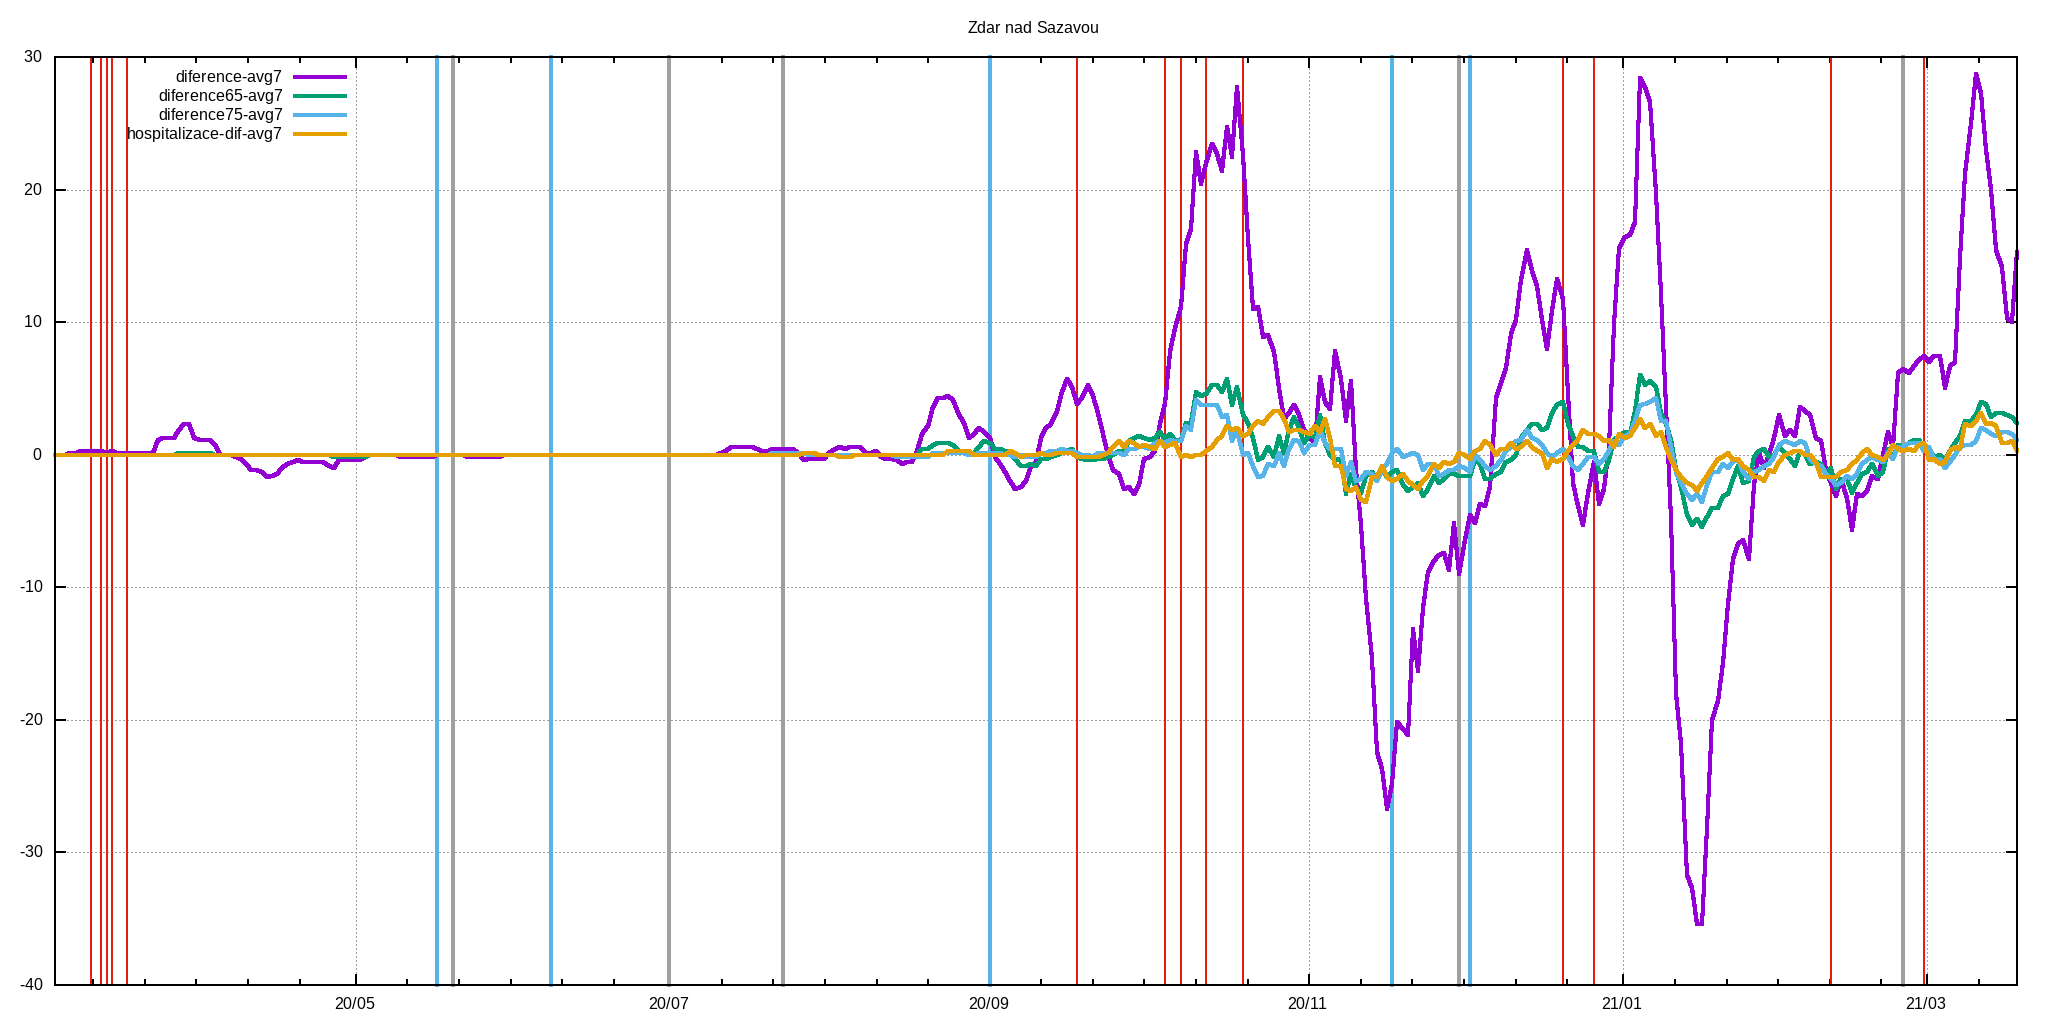 Zdar nad Sazavou
diference-avg7
diference65-avg7
diference75-avg7
hospitalizace-dif-avg7
30
20
10
0
-10
-20
-30
-40
20/05 20/07 20/09 20/11 21/01 21/03